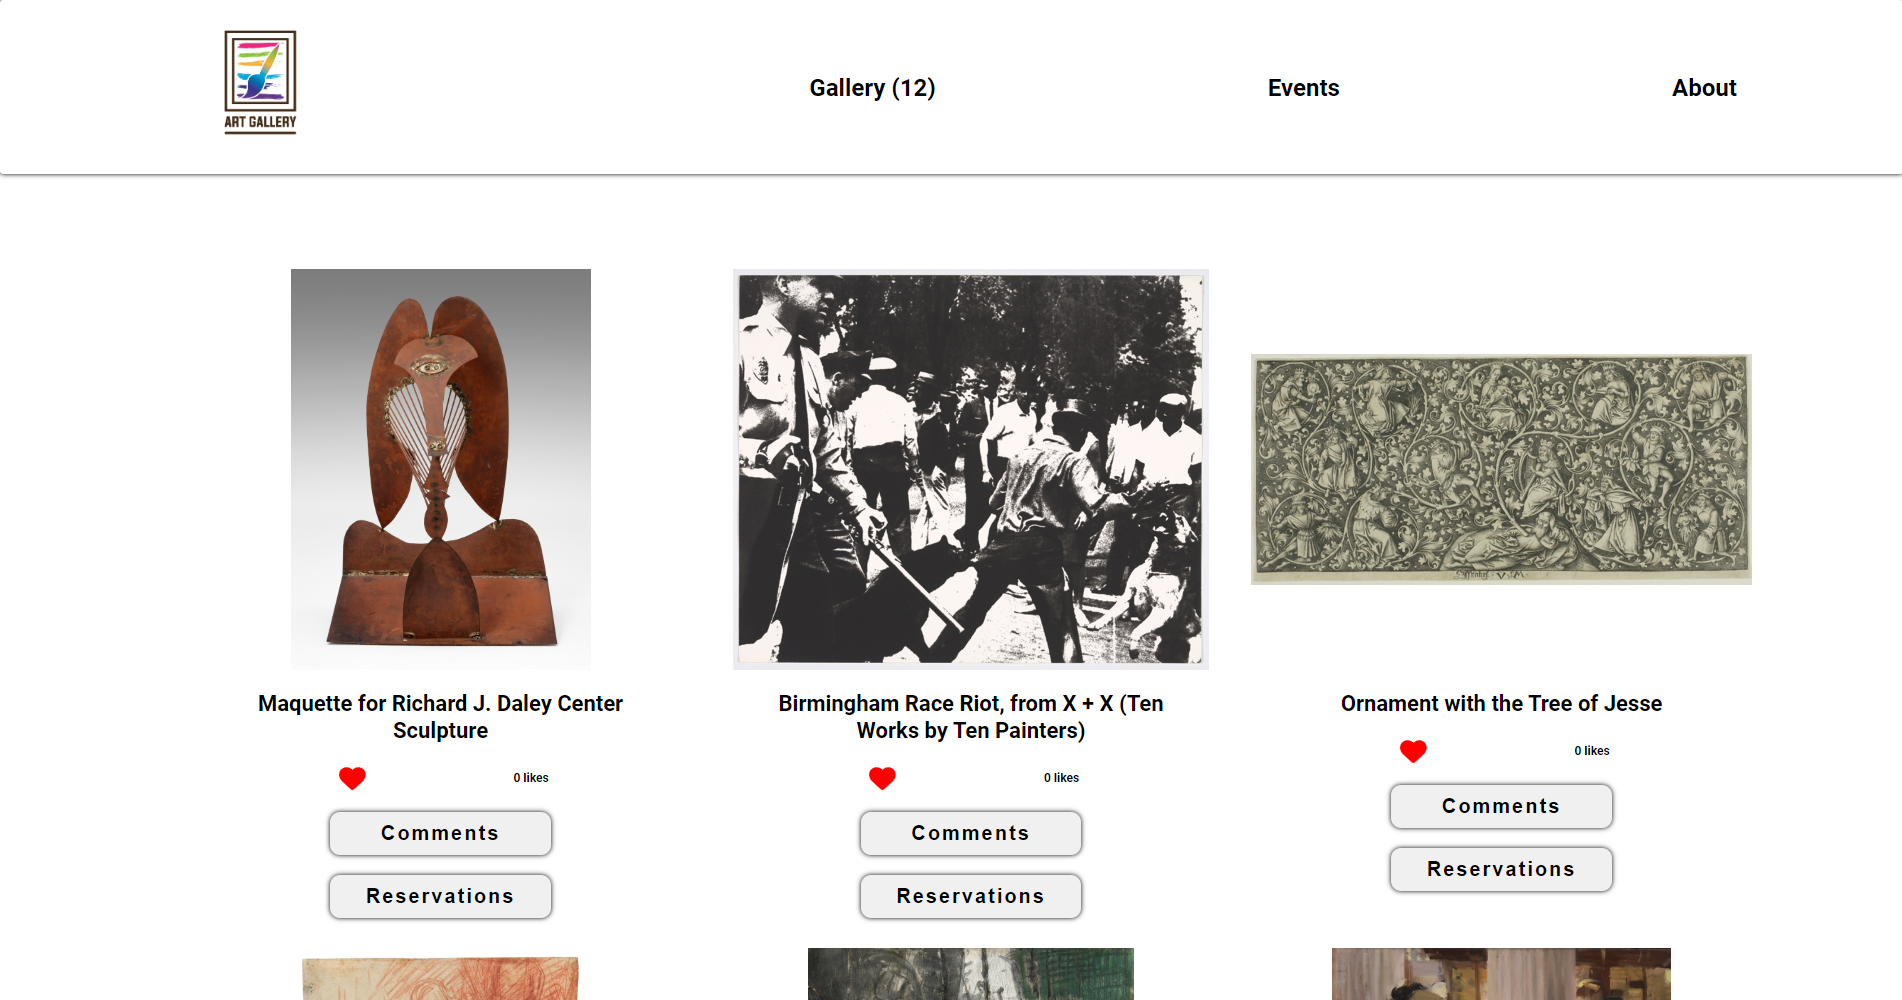 ART GALLERY
Gallery (12)
Events
About
Maquette for Richard J. Daley Center
Sculpture
0 likes
Comments
Reservations
Birmingham Race Riot, from X + X (Ten
Works by Ten Painters)
0 likes
Comments
Reservations
Ornament with the Tree of Jesse
0 likes
Comments
Reservations